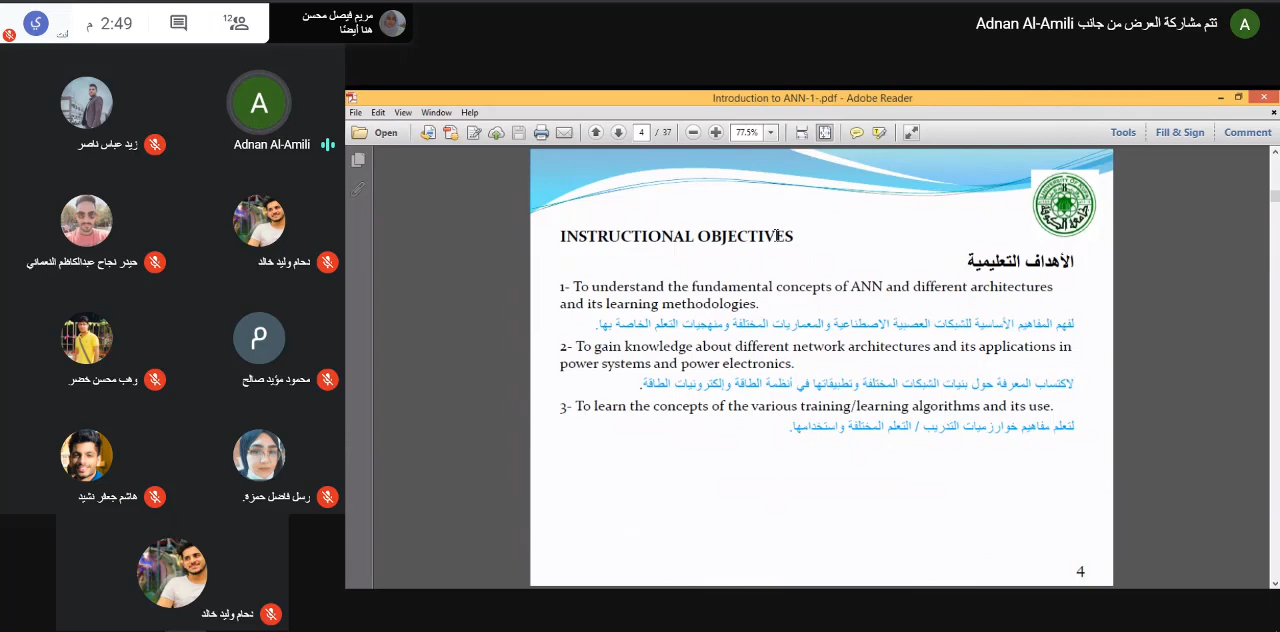 تتم مشاركة العرض من جانب Adnan Al-Amili
A
مريم فيصل محسن
هنا أيضًا
12
2:49 م
ي
أنت
A
Adnan Al-Amili
زيد عباس ناصر
دحام وليد خالد
حيدر نجاح عبدالكاظم النعماني
م
محمود مؤيد صالح
وهب محسن خضر
رسل فاضل حمزه
هاشم جعفر نشيد
دحام وليد خالد
Introduction to ANN-1-.pdf - Adobe Reader
File Edit View Window Help
Open 4 / 37 77.5% Tools Fill & Sign Comment
جامعة الكوفة
INSTRUCTIONAL OBJECTIVES
الأهداف التعليمية
1- To understand the fundamental concepts of ANN and different architectures
and its learning methodologies.
لفهم المفاهيم الأساسية للشبكات العصبية الاصطناعية والمعماريات المختلفة ومنهجيات التعلم الخاصة بها.
2- To gain knowledge about different network architectures and its applications in
power systems and power electronics.
لاكتساب المعرفة حول بنيات الشبكات المختلفة وتطبيقاتها في أنظمة الطاقة وإلكترونيات الطاقة.
3- To learn the concepts of the various training/learning algorithms and its use.
لتعلم مفاهيم خوارزميات التدريب / التعلم المختلفة واستخدامها.
4